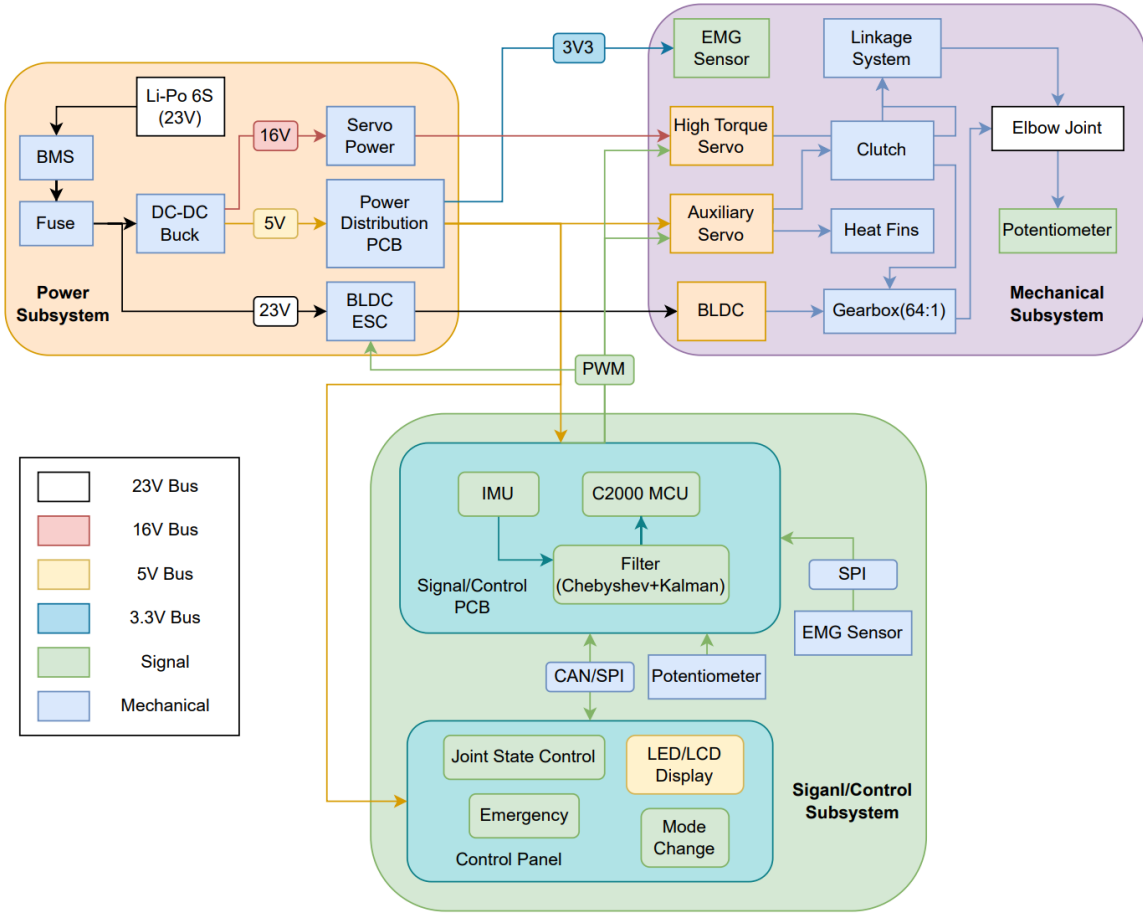 Li-Po 6S
(23V)
BMS
Fuse
DC-DC
Buck
16V
5V
23V
Servo
Power
Power
Distribution
PCB
BLDC
ESC
Power
Subsystem
3V3
PWM
EMG
Sensor
High Torque
Servo
Auxiliary
Servo
BLDC
Linkage
System
Clutch
Heat Fins
Gearbox(64:1)
Elbow Joint
Potentiometer
Mechanical
Subsystem
23V Bus
16V Bus
5V Bus
3.3V Bus
Signal
Mechanical
IMU
C2000 MCU
Filter
(Chebyshev+Kalman)
Signal/Control
PCB
SPI
EMG Sensor
CAN/SPI
Potentiometer
Joint State Control
LED/LCD
Display
Emergency
Mode
Change
Control Panel
Siganl/Control
Subsystem